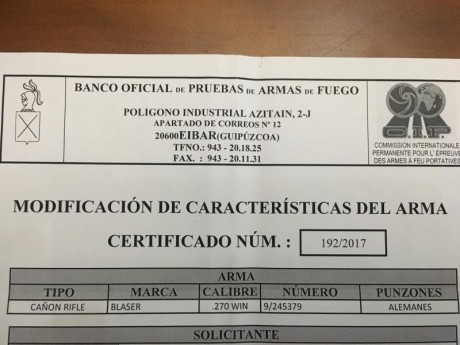 BANCO OFICIAL DE PRUEBAS DE ARMAS DE FUEGO
POLIGONO INDUSTRIAL AZITAIN, 2-J
APARTADO DE CORREOS Nº 12
20600EIBAR(GUIPÚZCOA)
TFNO.: 943 - 20.18.25
FAX. : 943 - 20.11.31
C.I.P.
COMMISSION INTERNATIONALE
PERMANENTE POUR L' ÉPREUVE
DES ARMES À FEU PORTATIVES
MODIFICACIÓN DE CARACTERÍSTICAS DEL ARMA
CERTIFICADO NÚM. : 192/2017
ARMA
TIPO MARCA CALIBRE NÚMERO PUNZONES
CAÑON RIFLE BLASER .270 WIN 9/245379 ALEMANES
SOLICITANTE